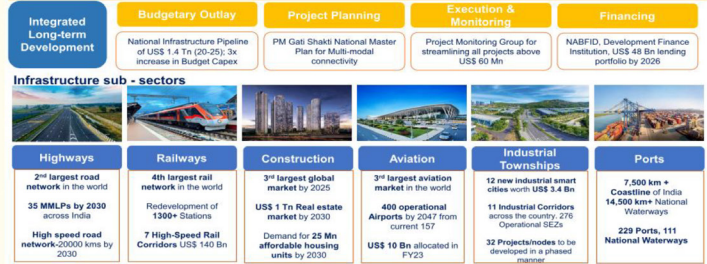 Integrated
Long-term
Development
Budgetary Outlay
National Infrastructure Pipeline
of US$ 1.4 Tn (20-25); 3x
increase in Budget Capex
Project Planning
PM Gati Shakti National Master
Plan for Multi-modal
connectivity
Execution &
Monitoring
Project Monitoring Group for
streamlining all projects above
US$ 60 Mn
Financing
NABFID, Development Finance
Institution, US$ 48 Bn lending
portfolio by 2026
Infrastructure sub - sectors
Highways
2nd largest road
network in the world
35 MMLPs by 2030
across India
High speed road
network-20000 kms by
2030
Railways
4th largest rail
network in the world
Redevelopment of
1300+ Stations
7 High-Speed Rail
Corridors US$ 140 Bn
Construction
3rd largest global
market by 2025
US$ 1 Tn Real estate
market by 2030
Demand for 25 Mn
affordable housing
units by 2030
Aviation
3rd largest aviation
market in the world
400 operational
Airports by 2047 from
current 157
US$ 10 Bn allocated in
FY23
Industrial
Townships
12 new industrial smart
cities worth US$ 3.4 Bn
11 Industrial Corridors
across the country. 276
Operational SEZs
32 Projects/nodes to be
developed in a phased
manner
Ports
7,500 km +
Coastline of India
14,500 km+ National
Waterways
229 Ports, 111
National Waterways